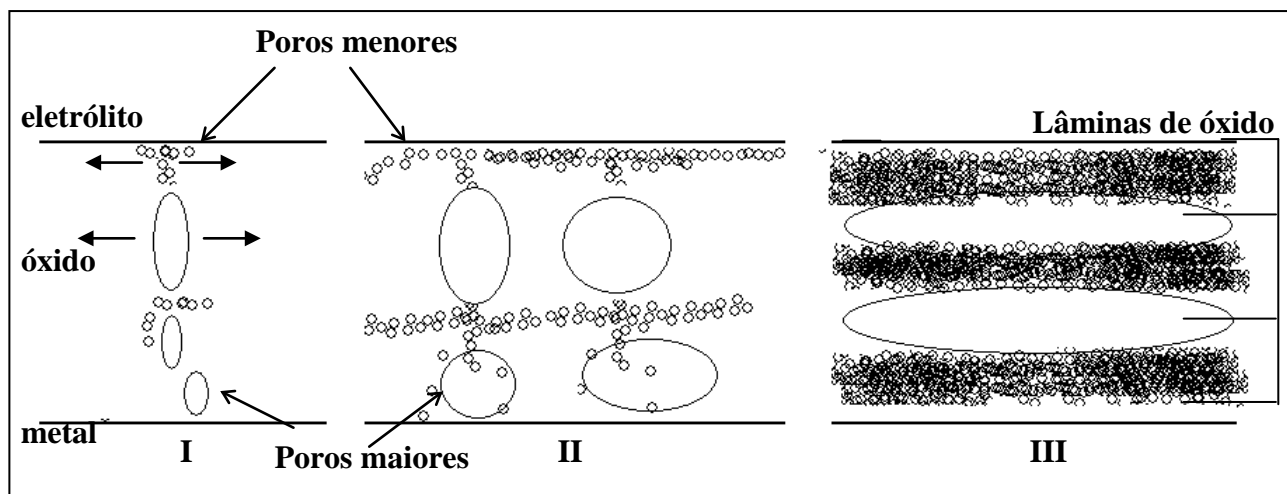 Poros menores
eletrólito
Lâminas de óxido
óxido
metal
I
Poros maiores
II
III